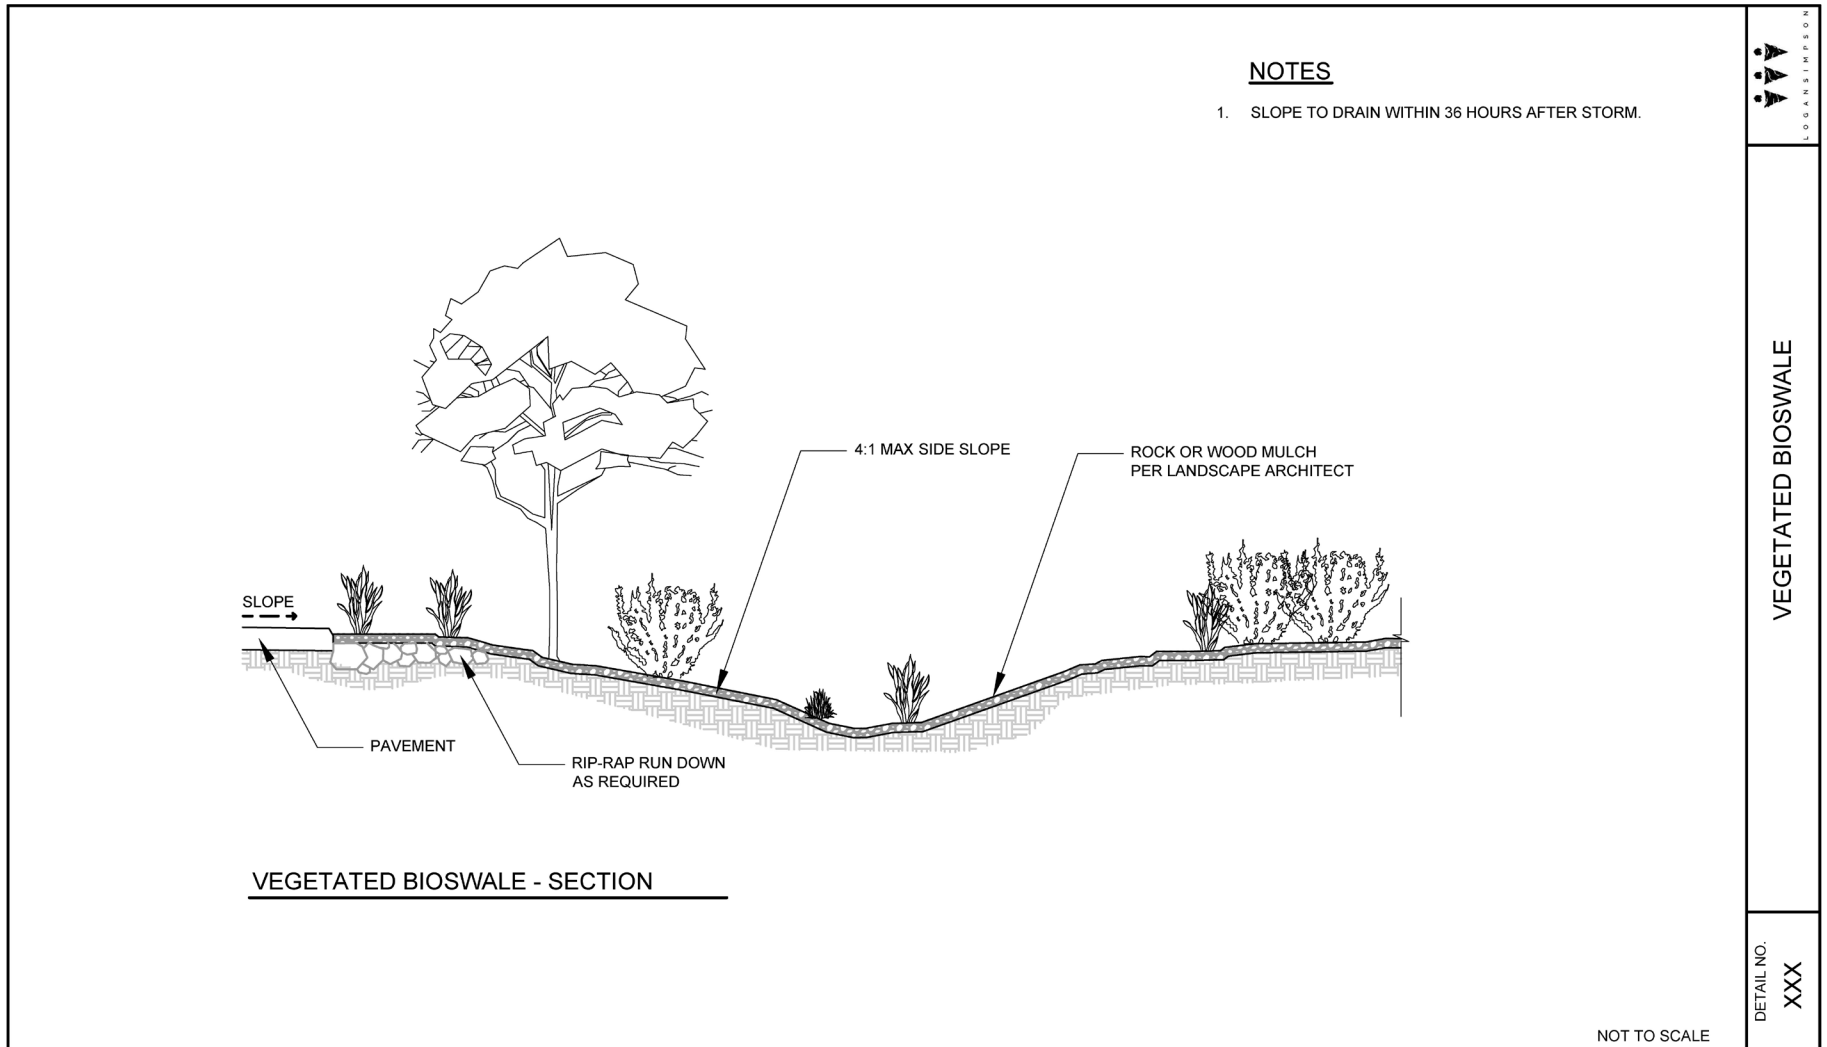 NOTES
1. SLOPE TO DRAIN WITHIN 36 HOURS AFTER STORM.
4:1 MAX SIDE SLOPE
ROCK OR WOOD MULCH
PER LANDSCAPE ARCHITECT
SLOPE
PAVEMENT
RIP-RAP RUN DOWN
AS REQUIRED
VEGETATED BIOSWALE - SECTION
NOT TO SCALE
LOGANSIMPSON
VEGETATED BIOSWALE
DETAIL NO.
XXX